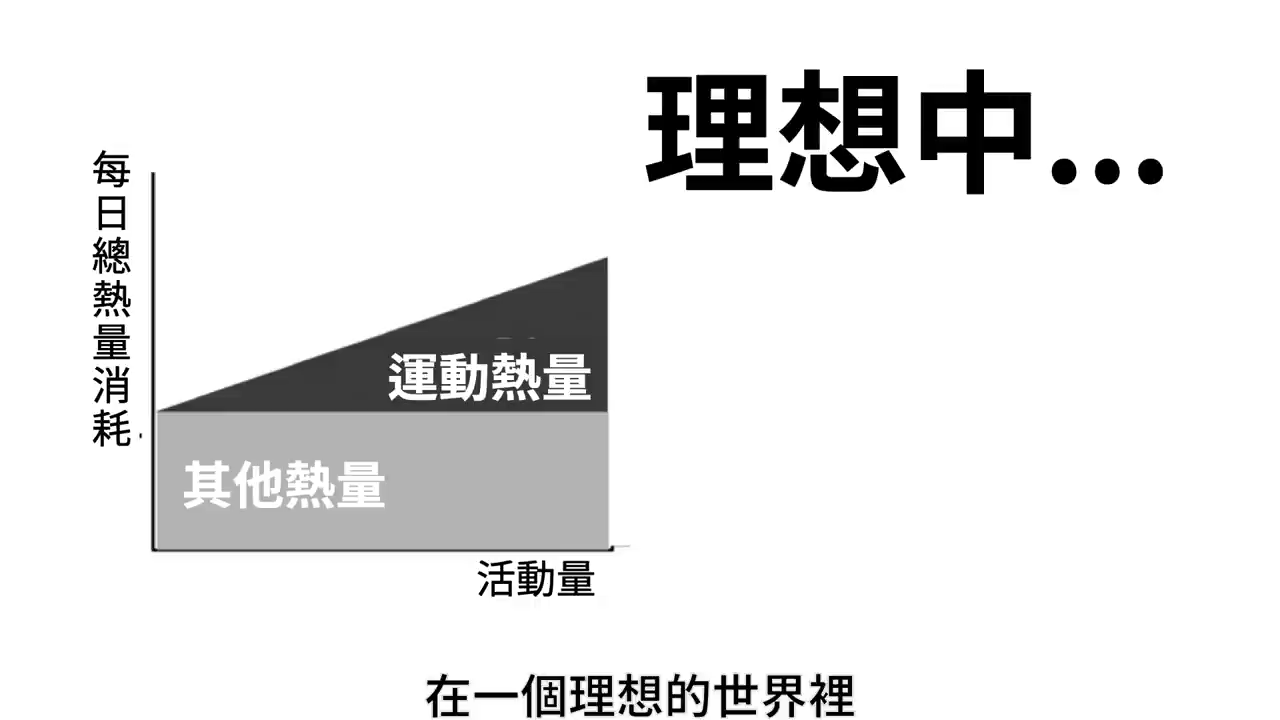 理想中...
每日總熱量消耗
運動熱量
其他熱量
活動量
在一個理想的世界裡